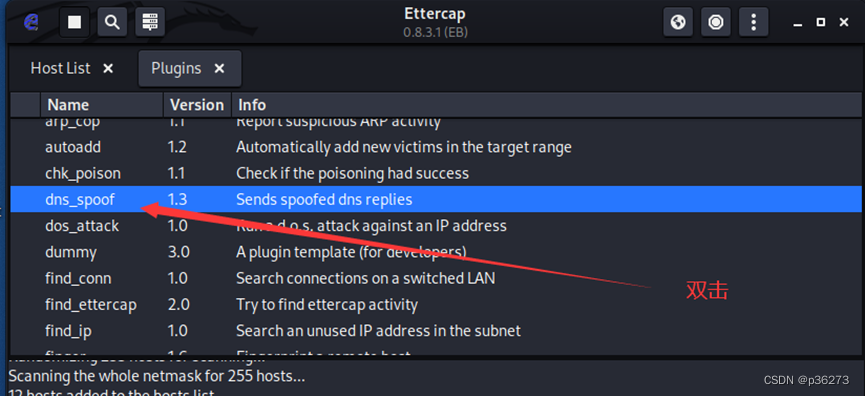 Ettercap
0.8.3.1 (EB)
Host List ×
Plugins ×
Name Version Info
arp_cop 1.1 Report suspicious ARP activity
autoadd 1.2 Automatically add new victims in the target range
chk_poison 1.1 Check if the poisoning had success
dns_spoof 1.3 Sends spoofed dns replies
dos_attack 1.0 Run a d.o.s. attack against an IP address
dummy 3.0 A plugin template (for developers)
find_conn 1.0 Search connections on a switched LAN
find_ettercap 2.0 Try to find ettercap activity
双击
find_ip 1.0 Search an unused IP address in the subnet
finger 1.6 Fingerprint a remote host
Randomizing 255 hosts for scanning...
Scanning the whole netmask for 255 hosts...
12 hosts added to the hosts list
CSDN @p36273